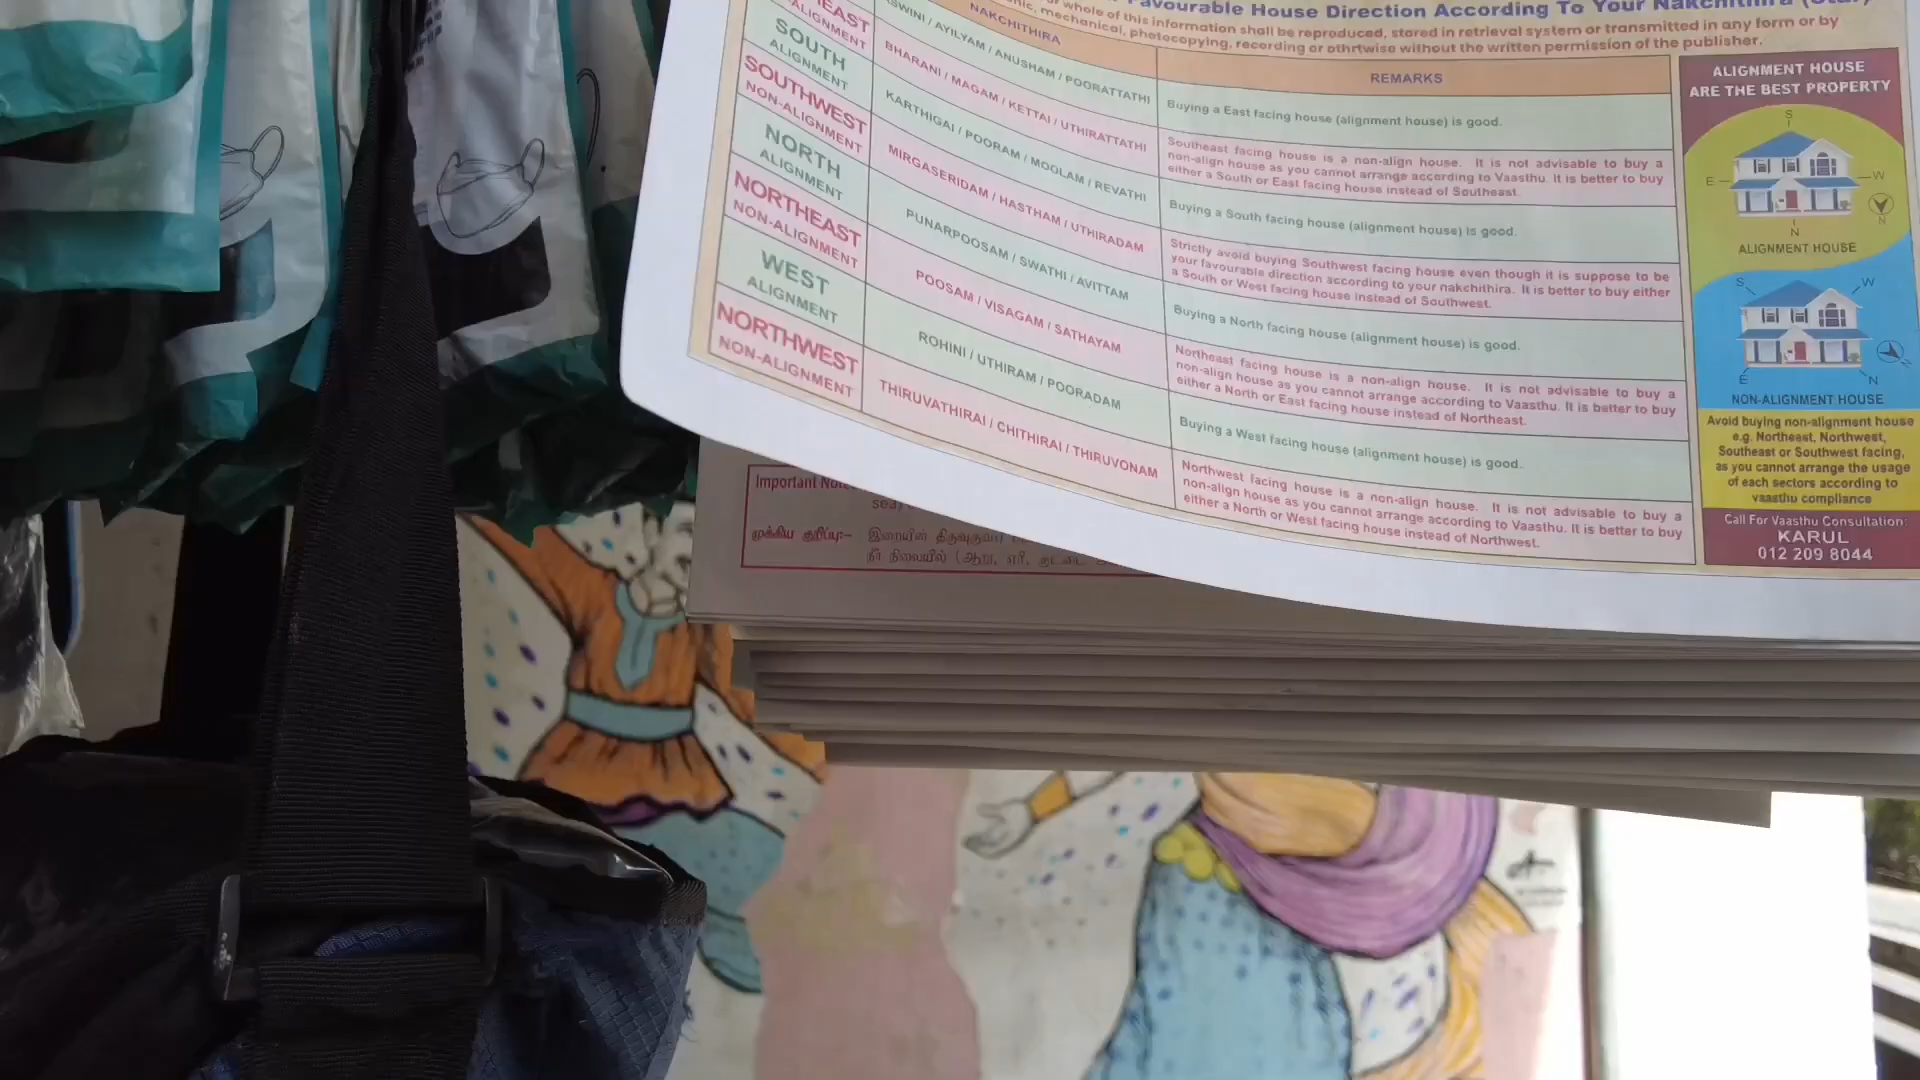 Favourable House Direction According To Your Nakchithira
whole of this information shall be reproduced, stored in retrieval system or transmitted in any form or by
mechanical, photocopying, recording or othrtwise without the written permission of the publisher.
NAKCHITHIRA
REMARKS
ALIGNMENT
/ AYILYAM / ANUSHAM / POORATTATHI
Buying a East facing house (alignment house) is good.
EAST
ALIGNMENT
BHARANI / MAGAM / KETTAI / UTHIRATTATHI
Southeast facing house is a non-align house. It is not advisable to buy a
non-align house as you cannot arrange according to Vaasthu. It is better to buy
either a South or East facing house instead of Southeast.
SOUTH
ALIGNMENT
KARTHIGAI / POORAM / MOOLAM / REVATHI
Buying a South facing house (alignment house) is good.
SOUTHWEST
NON-ALIGNMENT
MIRGASERIDAM / HASTHAM / UTHIRADAM
Strictly avoid buying Southwest facing house even though it is suppose to be
your favourable direction according to your nakchithira. It is better to buy either
a South or West facing house instead of Southwest.
NORTH
ALIGNMENT
PUNARPOOSAM / SWATHI / AVITTAM
Buying a North facing house (alignment house) is good.
NORTHEAST
NON-ALIGNMENT
POOSAM / VISAGAM / SATHAYAM
Northeast facing house is a non-align house. It is not advisable to buy a
non-align house as you cannot arrange according to Vaasthu. It is better to buy
either a North or East facing house instead of Northeast.
WEST
ALIGNMENT
ROHINI / UTHIRAM / POORADAM
Buying a West facing house (alignment house) is good.
NORTHWEST
NON-ALIGNMENT
THIRUVATHIRAI / CHITHIRAI / THIRUVONAM
Northwest facing house is a non-align house. It is not advisable to buy a
non-align house as you cannot arrange according to Vaasthu. It is better to buy
either a North or West facing house instead of Northwest.
ALIGNMENT HOUSE
ARE THE BEST PROPERTY
S
E W
N
N
ALIGNMENT HOUSE
S W
E N
NON-ALIGNMENT HOUSE
Avoid buying non-alignment house
e.g. Northeast, Northwest,
Southeast or Southwest facing,
as you cannot arrange the usage
of each sectors according to
vaasthu compliance
Call For Vaasthu Consultation:
KARUL
012 209 8044
Important
முக்கிய குறிப்பு:-
நீர் நிலையில் (ஆறு, ஏரி,